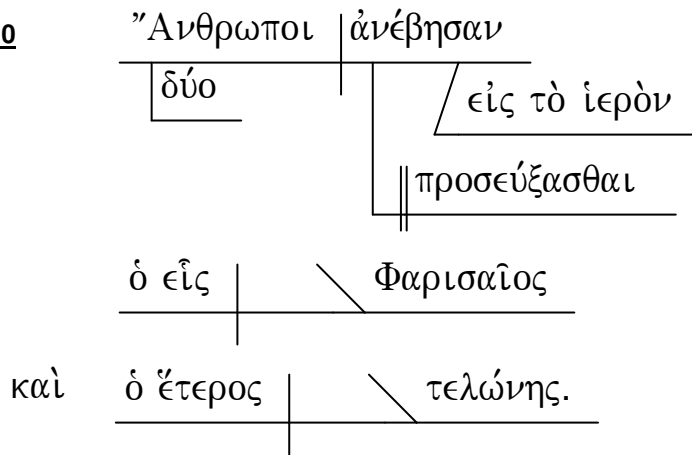 0
Ἄνθρωποι ἀνέβησαν
δύο
εἰς τὸ ἱερὸν
προσεύξασθαι
ὁ εἷς Φαρισαῖος
καὶ ὁ ἕτερος τελώνης.